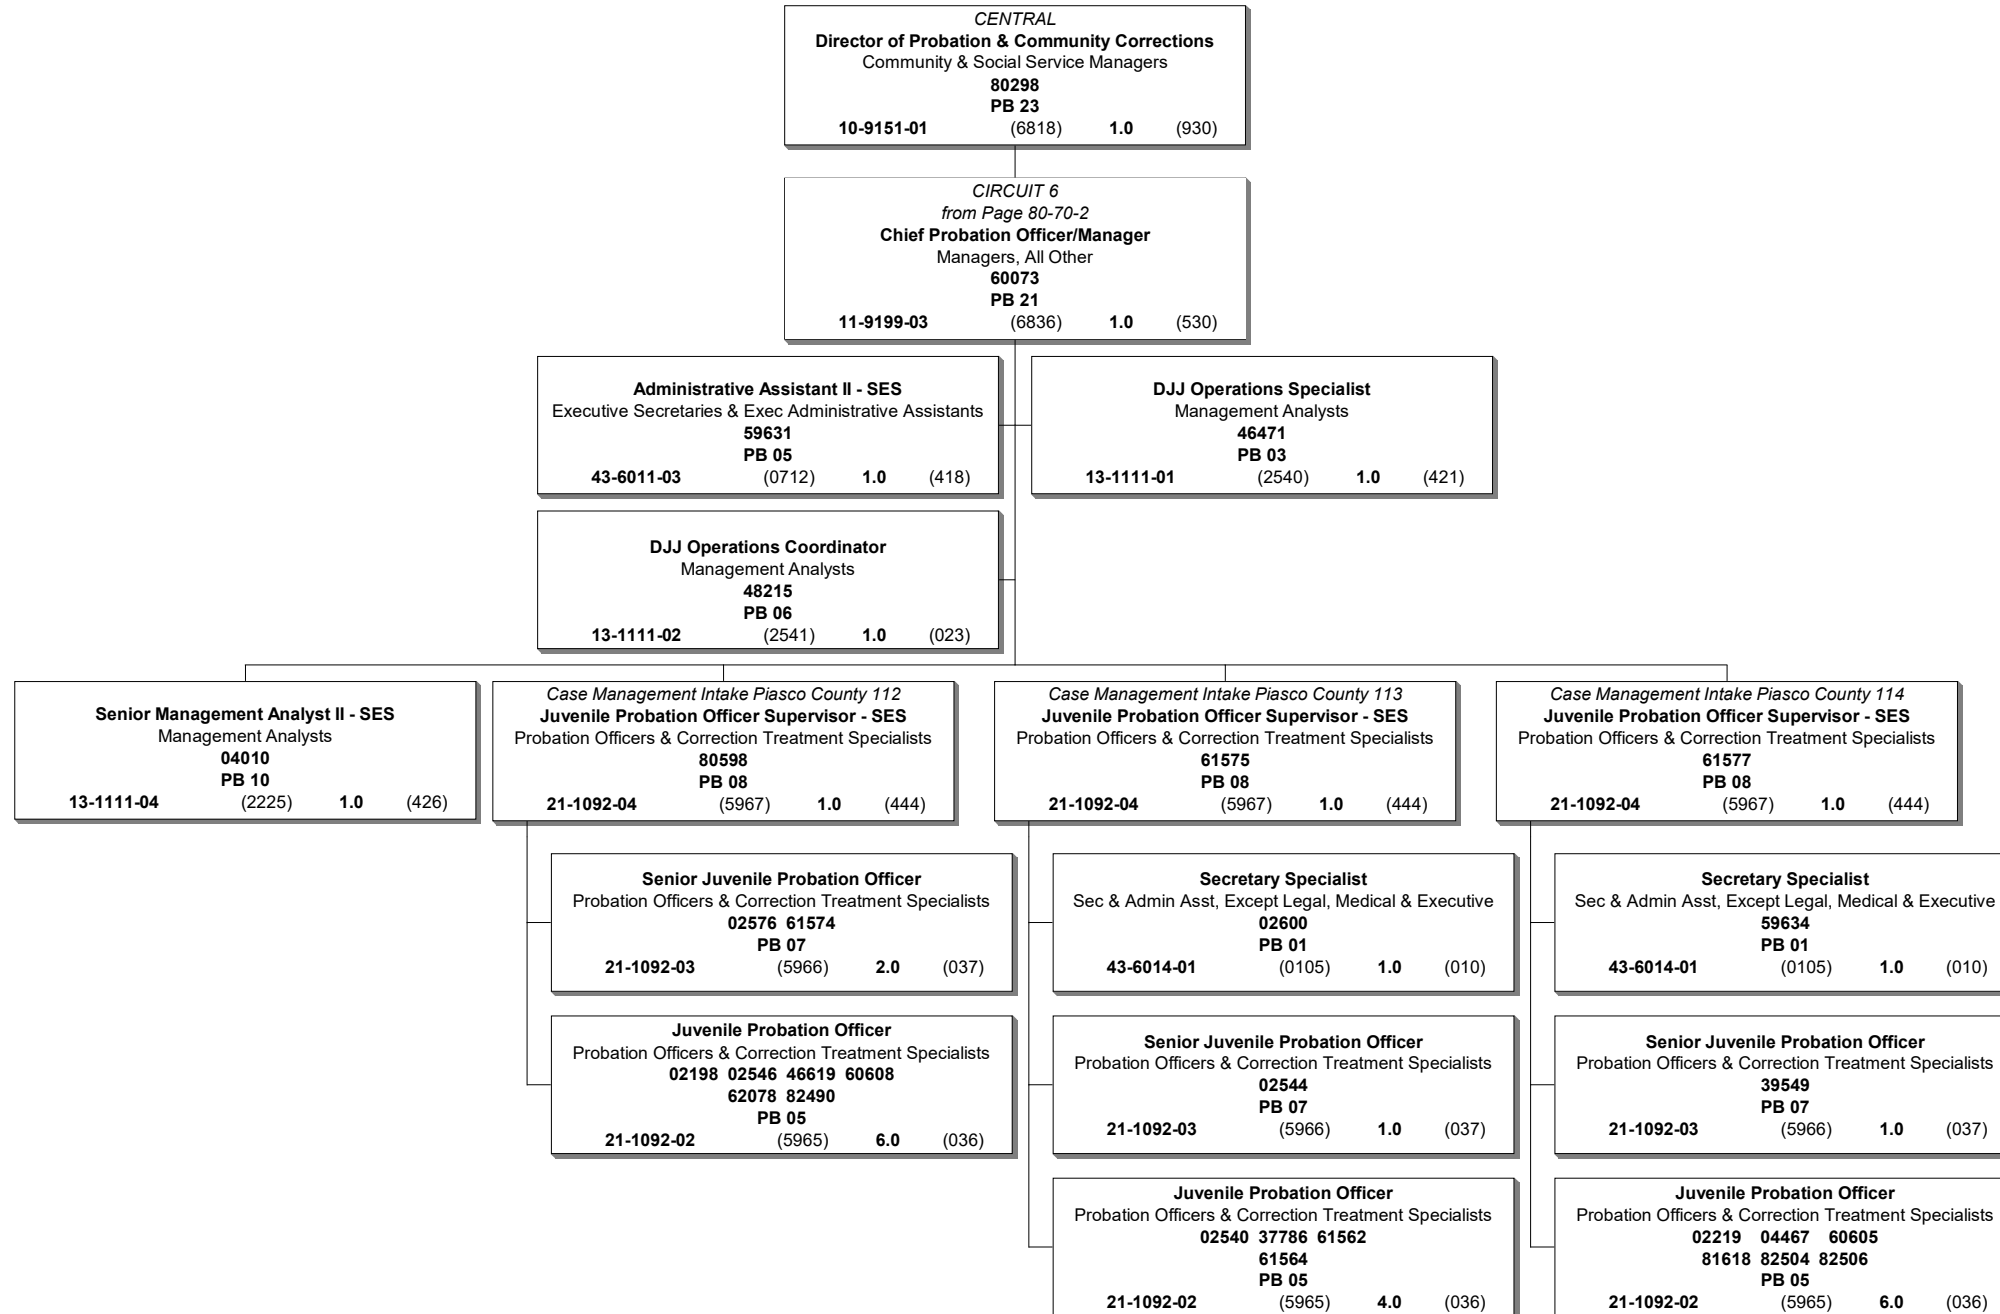 CENTRAL
Director of Probation & Community Corrections
Community & Social Service Managers
80298
PB 23
10-9151-01 (6818) 1.0 (930)
CIRCUIT 6
from Page 80-70-2
Chief Probation Officer/Manager
Managers, All Other
60073
PB 21
11-9199-03 (6836) 1.0 (530)
Administrative Assistant II - SES
Executive Secretaries & Exec Administrative Assistants
59631
PB 05
43-6011-03 (0712) 1.0 (418)
DJJ Operations Specialist
Management Analysts
46471
PB 03
13-1111-01 (2540) 1.0 (421)
DJJ Operations Coordinator
Management Analysts
48215
PB 06
13-1111-02 (2541) 1.0 (023)
Senior Management Analyst II - SES
Management Analysts
04010
PB 10
13-1111-04 (2225) 1.0 (426)
Case Management Intake Piasco County 112
Juvenile Probation Officer Supervisor - SES
Probation Officers & Correction Treatment Specialists
80598
PB 08
21-1092-04 (5967) 1.0 (444)
Senior Juvenile Probation Officer
Probation Officers & Correction Treatment Specialists
02576 61574
PB 07
21-1092-03 (5966) 2.0 (037)
Juvenile Probation Officer
Probation Officers & Correction Treatment Specialists
02198 02546 46619 60608
62078 82490
PB 05
21-1092-02 (5965) 6.0 (036)
Case Management Intake Piasco County 113
Juvenile Probation Officer Supervisor - SES
Probation Officers & Correction Treatment Specialists
61575
PB 08
21-1092-04 (5967) 1.0 (444)
Secretary Specialist
Sec & Admin Asst, Except Legal, Medical & Executive
02600
PB 01
43-6014-01 (0105) 1.0 (010)
Senior Juvenile Probation Officer
Probation Officers & Correction Treatment Specialists
02544
PB 07
21-1092-03 (5966) 1.0 (037)
Juvenile Probation Officer
Probation Officers & Correction Treatment Specialists
02540 37786 61562
61564
PB 05
21-1092-02 (5965) 4.0 (036)
Case Management Intake Piasco County 114
Juvenile Probation Officer Supervisor - SES
Probation Officers & Correction Treatment Specialists
61577
PB 08
21-1092-04 (5967) 1.0 (444)
Secretary Specialist
Sec & Admin Asst, Except Legal, Medical & Executive
59634
PB 01
43-6014-01 (0105) 1.0 (010)
Senior Juvenile Probation Officer
Probation Officers & Correction Treatment Specialists
39549
PB 07
21-1092-03 (5966) 1.0 (037)
Juvenile Probation Officer
Probation Officers & Correction Treatment Specialists
02219 04467 60605
81618 82504 82506
PB 05
21-1092-02 (5965) 6.0 (036)